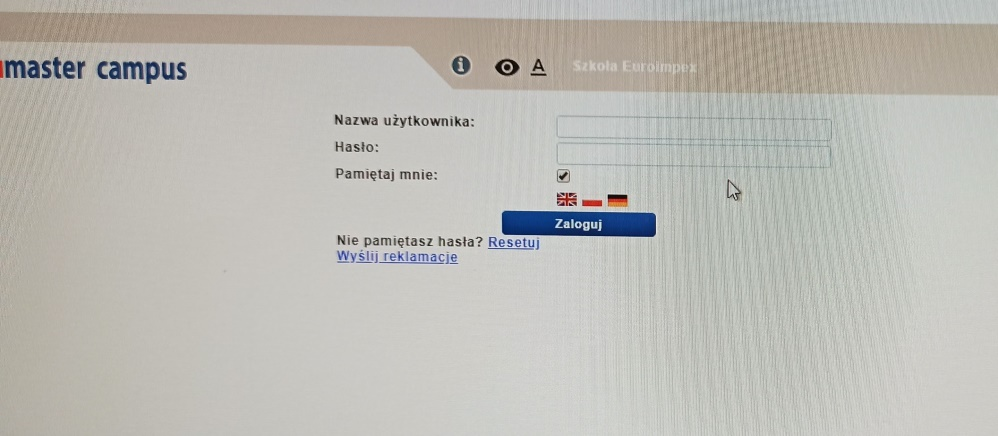 master campus
A
Szkoła Euroimpex
Nazwa użytkownika:
Hasło:
Pamiętaj mnie:
Zaloguj
Nie pamiętasz hasła? Resetuj
Wyślij reklamacje